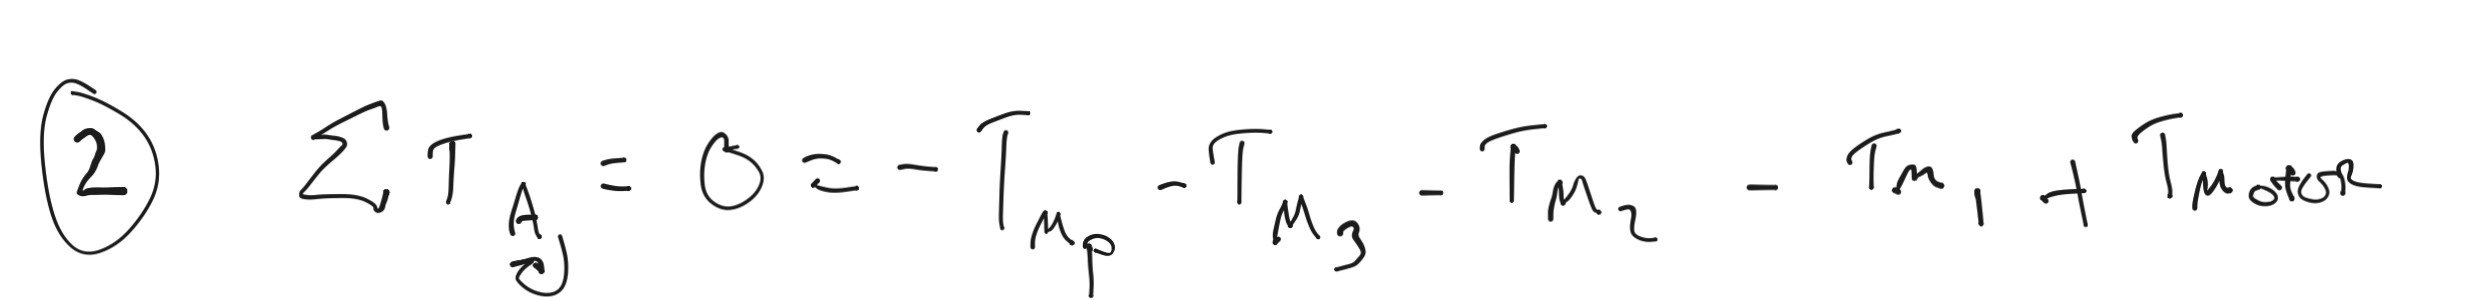 ② ΣT_A = 0 = -T_Mp - T_M3 - T_M2 - T_m1 + T_Motor